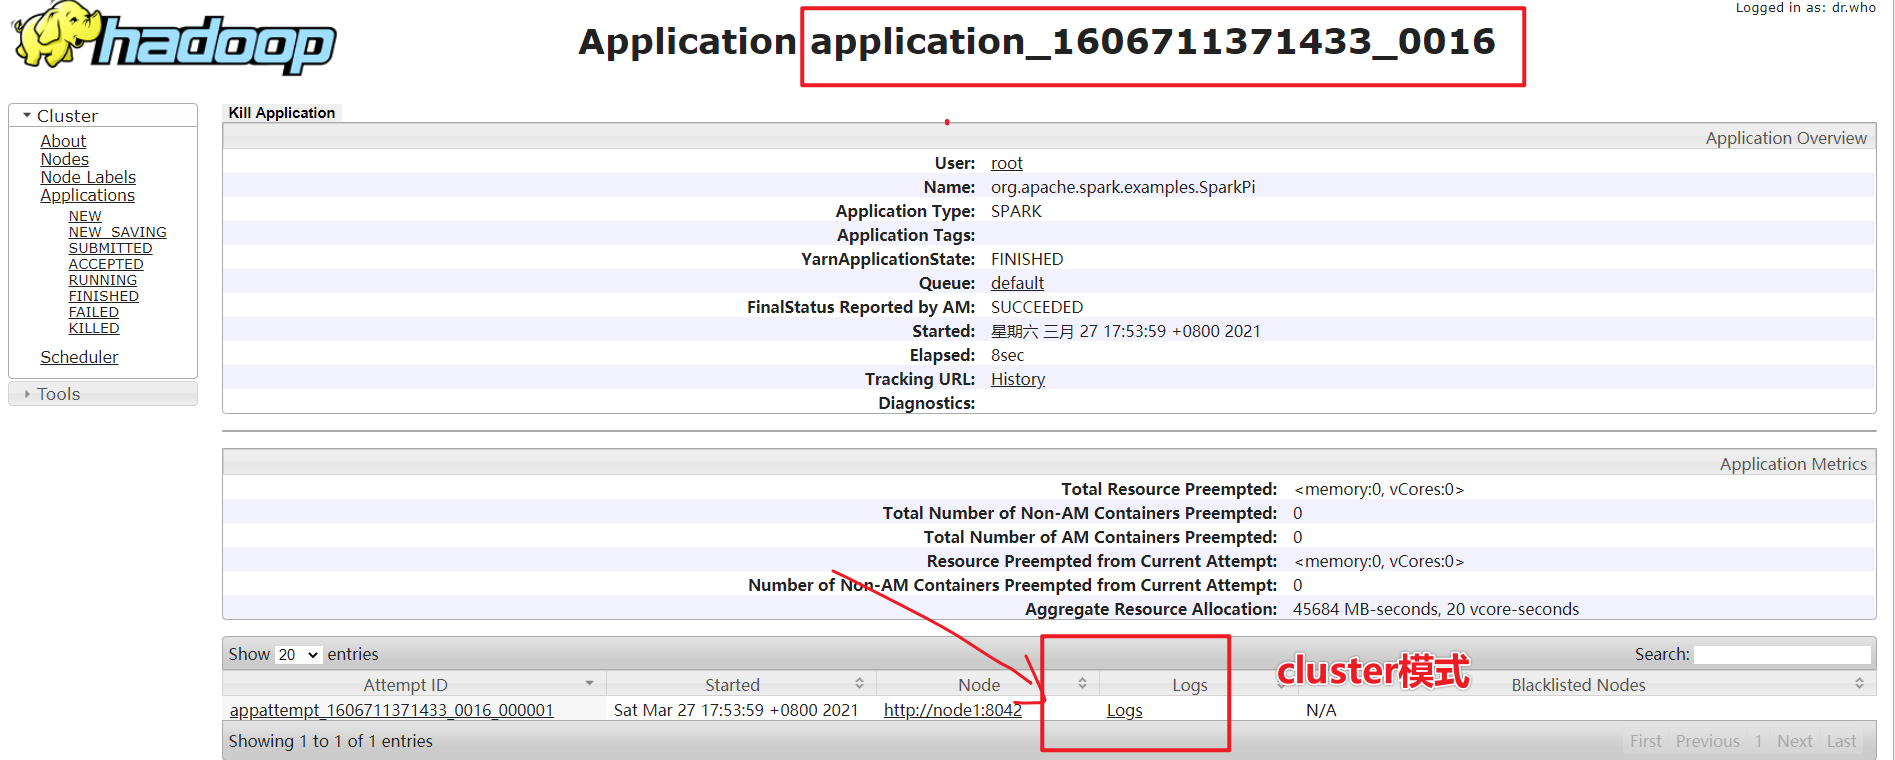 Logged in as: dr.who
hadoop
Application application_1606711371433_0016
Cluster
About
Nodes
Node Labels
Applications
NEW
NEW_SAVING
SUBMITTED
ACCEPTED
RUNNING
FINISHED
FAILED
KILLED
Scheduler
Tools
Kill Application
Application Overview
User: root
Name: org.apache.spark.examples.SparkPi
Application Type: SPARK
Application Tags:
YarnApplicationState: FINISHED
Queue: default
FinalStatus Reported by AM: SUCCEEDED
Started: 星期六 三月 27 17:53:59 +0800 2021
Elapsed: 8sec
Tracking URL: History
Diagnostics:
Application Metrics
Total Resource Preempted: <memory:0, vCores:0>
Total Number of Non-AM Containers Preempted: 0
Total Number of AM Containers Preempted: 0
Resource Preempted from Current Attempt: <memory:0, vCores:0>
Number of Non-AM Containers Preempted from Current Attempt: 0
Aggregate Resource Allocation: 45684 MB-seconds, 20 vcore-seconds
Show 20 entries Search:
cluster模式
Attempt ID Started Node Logs Blacklisted Nodes
appattempt_1606711371433_0016_000001 Sat Mar 27 17:53:59 +0800 2021 http://node1:8042 Logs N/A
Showing 1 to 1 of 1 entries First Previous 1 Next Last